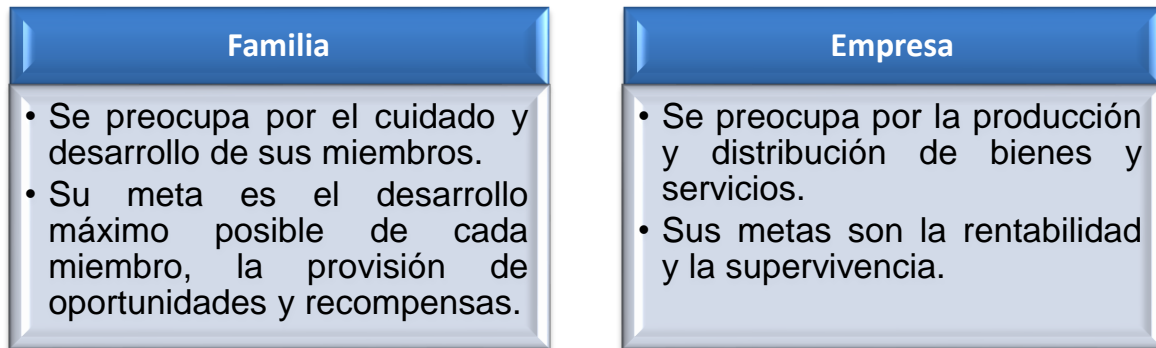 Familia
• Se preocupa por el cuidado y
desarrollo de sus miembros.
• Su meta es el desarrollo
máximo posible de cada
miembro, la provisión de
oportunidades y recompensas.
Empresa
• Se preocupa por la producción
y distribución de bienes y
servicios.
• Sus metas son la rentabilidad
y la supervivencia.